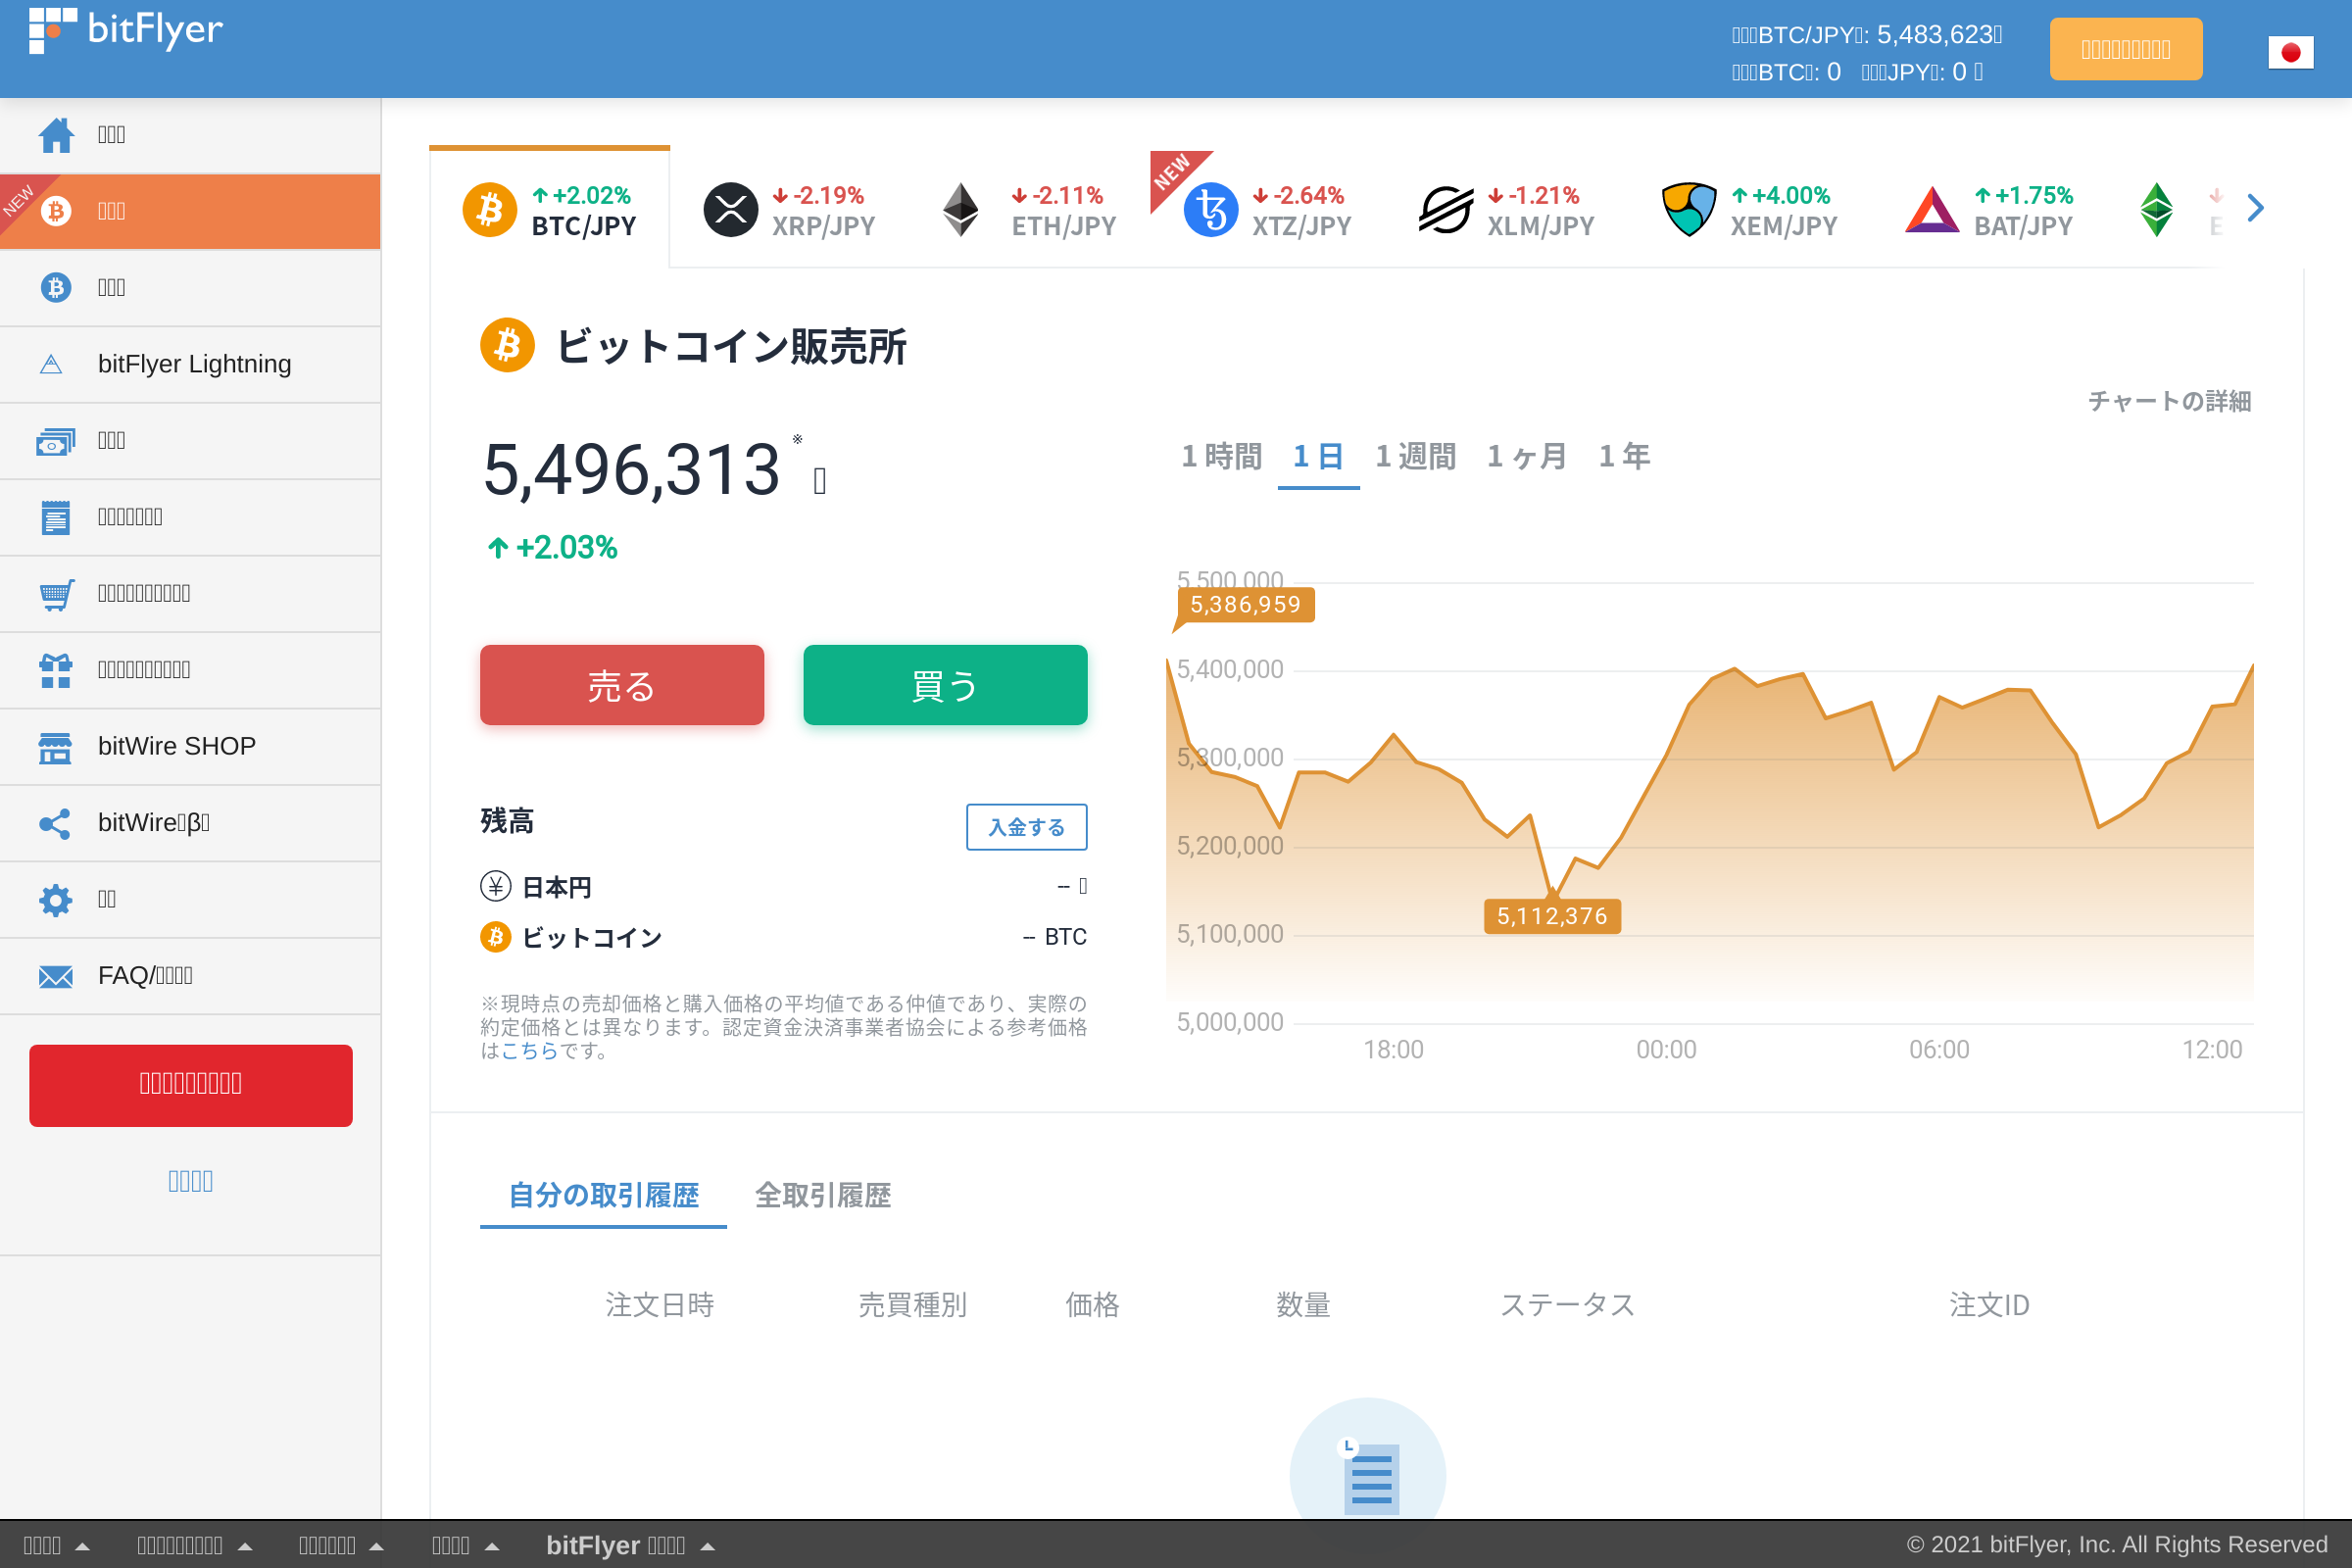 bitFlyer
BTC/JPY: 5,483,623
BTC: 0 JPY: 0
NEW
bitFlyer Lightning
bitWire SHOP
bitWire β
FAQ/
+2.02%
BTC/JPY
-2.19%
XRP/JPY
-2.11%
ETH/JPY
NEW
-2.64%
XTZ/JPY
-1.21%
XLM/JPY
+4.00%
XEM/JPY
+1.75%
BAT/JPY
ビットコイン販売所
チャートの詳細
5,496,313 ※
+2.03%
1 時間 1 日 1 週間 1 ヶ月 1 年
売る 買う
5,500,000
5,386,959
5,400,000
5,300,000
5,200,000
5,112,376
5,100,000
5,000,000
18:00 00:00 06:00 12:00
残高 入金する
日本円 --
ビットコイン -- BTC
※現時点の売却価格と購入価格の平均値である仲値であり、実際の
約定価格とは異なります。認定資金決済事業者協会による参考価格
はこちらです。
自分の取引履歴 全取引履歴
注文日時 売買種別 価格 数量 ステータス 注文ID
bitFlyer
© 2021 bitFlyer, Inc. All Rights Reserved